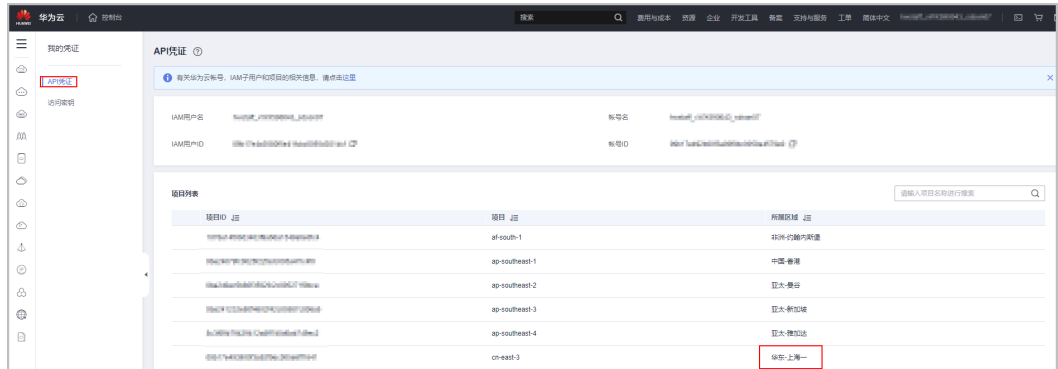 HUAWEI 华为云 控制台 搜索 费用与成本 资源 企业 开发工具 备案 支持与服务 工单 简体中文
我的凭证
API凭证
访问密钥
API凭证
有关华为云帐号、IAM子用户和项目的相关信息，请点击这里
IAM用户名 帐号名
IAM用户ID 帐号ID
项目列表 请输入项目名称进行搜索
项目ID 项目 所属区域
af-south-1 非洲-约翰内斯堡
ap-southeast-1 中国-香港
ap-southeast-2 亚太-曼谷
ap-southeast-3 亚太-新加坡
ap-southeast-4 亚太-雅加达
cn-east-3 华东-上海一